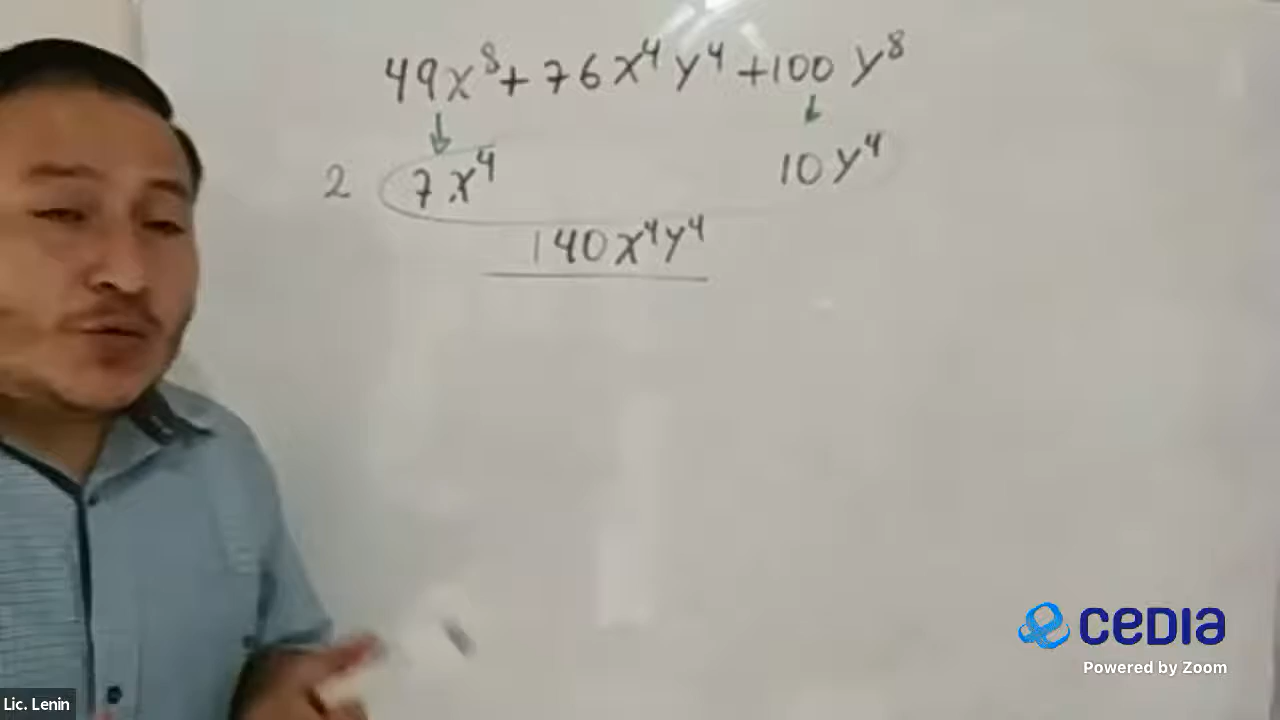 49x⁸+76x⁴y⁴+100y⁸
2 7x⁴ 10y⁴
140x⁴y⁴
cedia
Powered by Zoom
Lic. Lenin